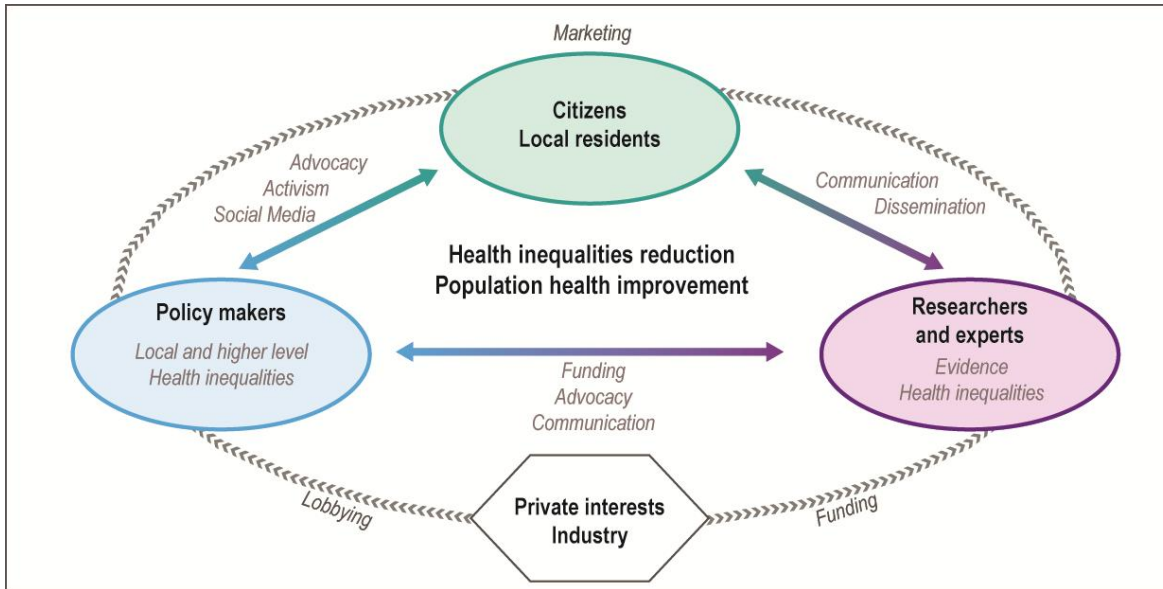 Marketing
Citizens
Local residents
Advocacy
Activism
Social Media
Communication
Dissemination
Health inequalities reduction
Population health improvement
Policy makers
Local and higher level
Health inequalities
Researchers
and experts
Evidence
Health inequalities
Funding
Advocacy
Communication
Lobbying
Private interests
Industry
Funding